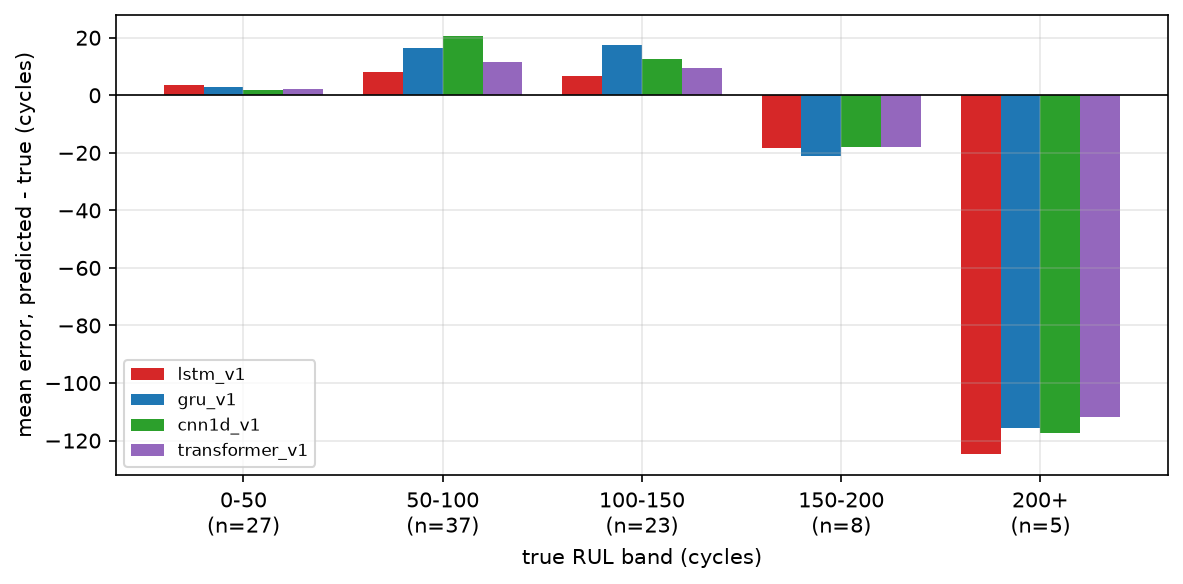 mean error, predicted - true (cycles)
20
0
−20
−40
−60
−80
−100
−120
lstm_v1
gru_v1
cnn1d_v1
transformer_v1
0-50
(n=27)
50-100
(n=37)
100-150
(n=23)
150-200
(n=8)
200+
(n=5)
true RUL band (cycles)